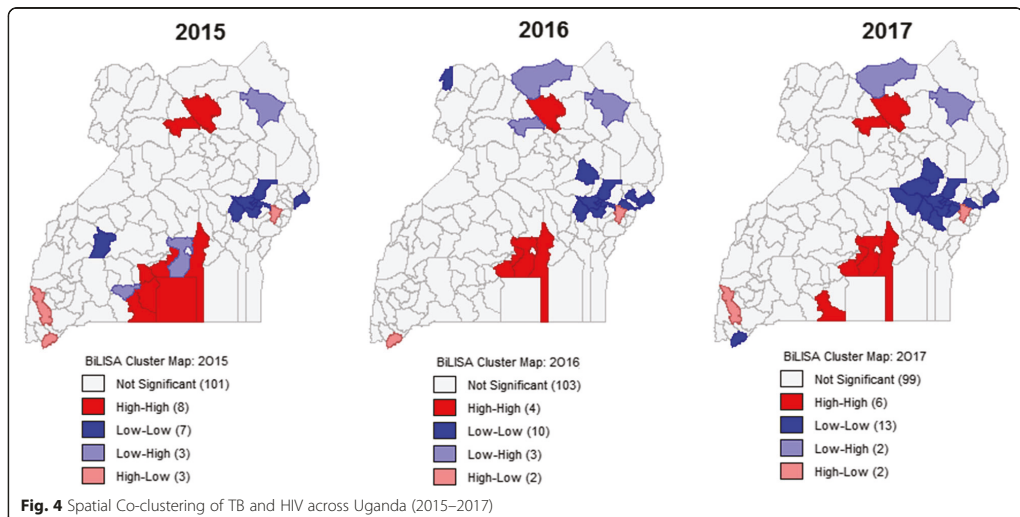 2015
2016
2017
BiLISA Cluster Map: 2015
Not Significant (101)
High-High (8)
Low-Low (7)
Low-High (3)
High-Low (3)
BiLISA Cluster Map: 2016
Not Significant (103)
High-High (4)
Low-Low (10)
Low-High (3)
High-Low (2)
BiLISA Cluster Map: 2017
Not Significant (99)
High-High (6)
Low-Low (13)
Low-High (2)
High-Low (2)
Fig. 4 Spatial Co-clustering of TB and HIV across Uganda (2015–2017)